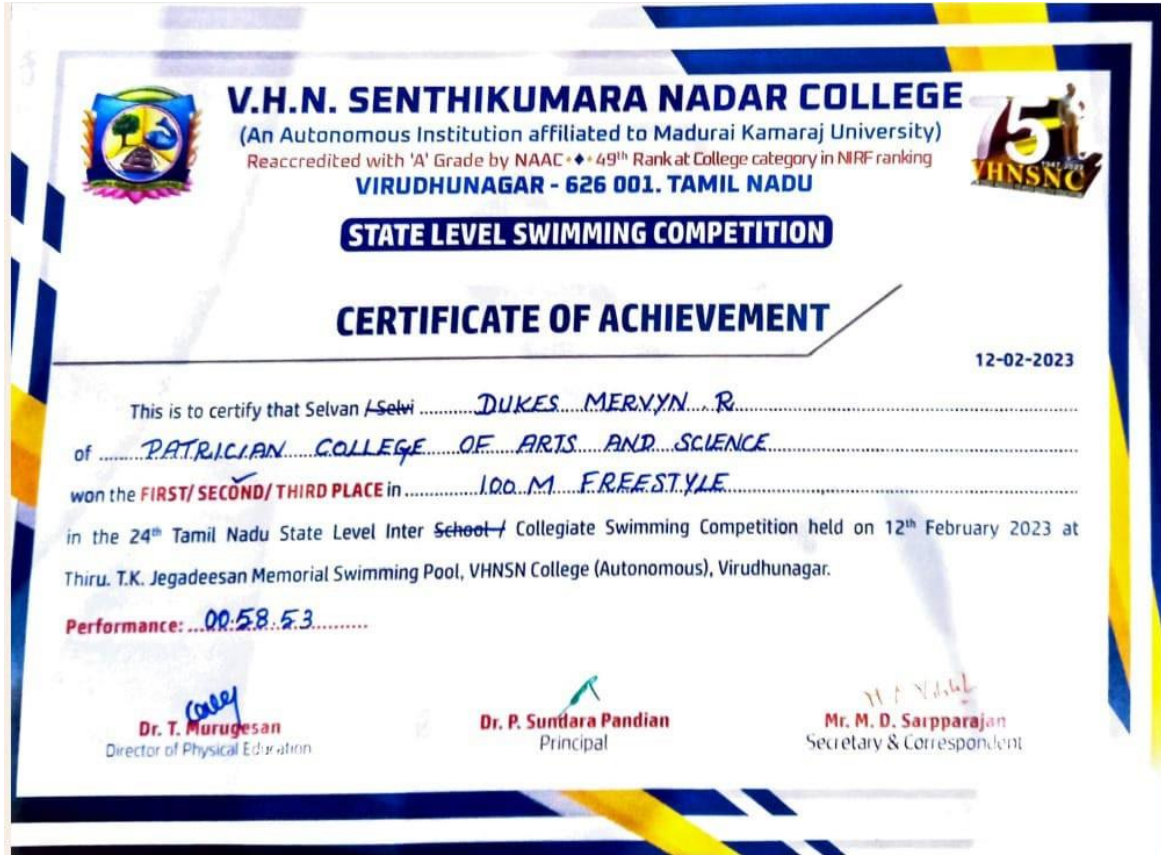 V.H.N. SENTHIKUMARA NADAR COLLEGE
(An Autonomous Institution affiliated to Madurai Kamaraj University)
Reaccredited with 'A' Grade by NAAC 49th Rank at College category in NIRF ranking
VIRUDHUNAGAR - 626 001. TAMIL NADU
75
1947-2022
VHNSNC
STATE LEVEL SWIMMING COMPETITION
CERTIFICATE OF ACHIEVEMENT
12-02-2023
This is to certify that Selvan / Selvi DUKES MERVYN . R
of PATRICIAN COLLEGE OF ARTS AND SCIENCE
won the FIRST/ SECOND/ THIRD PLACE in 100 M FREESTYLE
in the 24th Tamil Nadu State Level Inter School / Collegiate Swimming Competition held on 12th February 2023 at
Thiru. T.K. Jegadeesan Memorial Swimming Pool, VHNSN College (Autonomous), Virudhunagar.
Performance: 00.58.53
Dr. T. Murugesan
Director of Physical Education
Dr. P. Sundara Pandian
Principal
Mr. M. D. Sarpparajan
Secretary & Correspondent